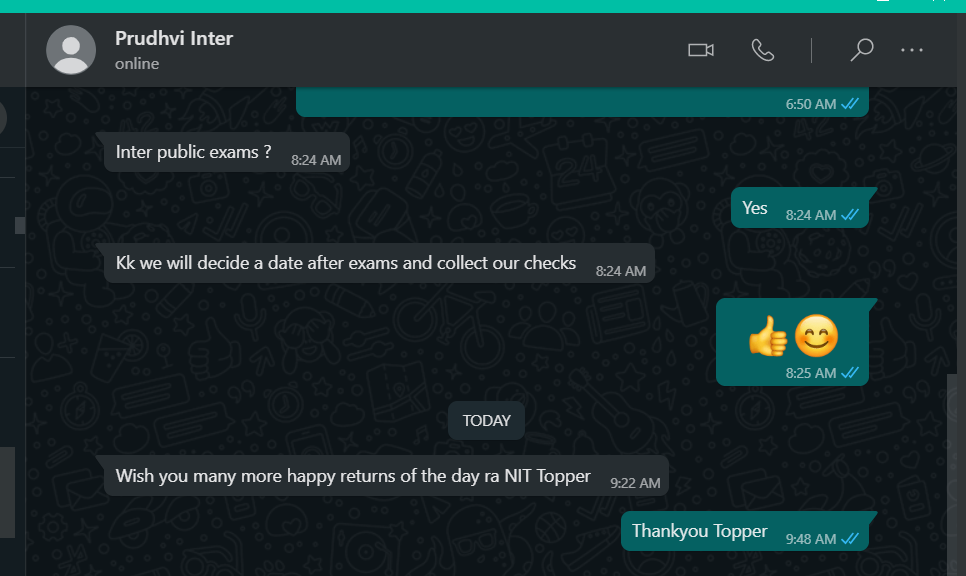 Prudhvi Inter
online
6:50 AM
Inter public exams ? 8:24 AM
Yes 8:24 AM
Kk we will decide a date after exams and collect our checks 8:24 AM
👍😊
8:25 AM
TODAY
Wish you many more happy returns of the day ra NIT Topper 9:22 AM
Thankyou Topper 9:48 AM